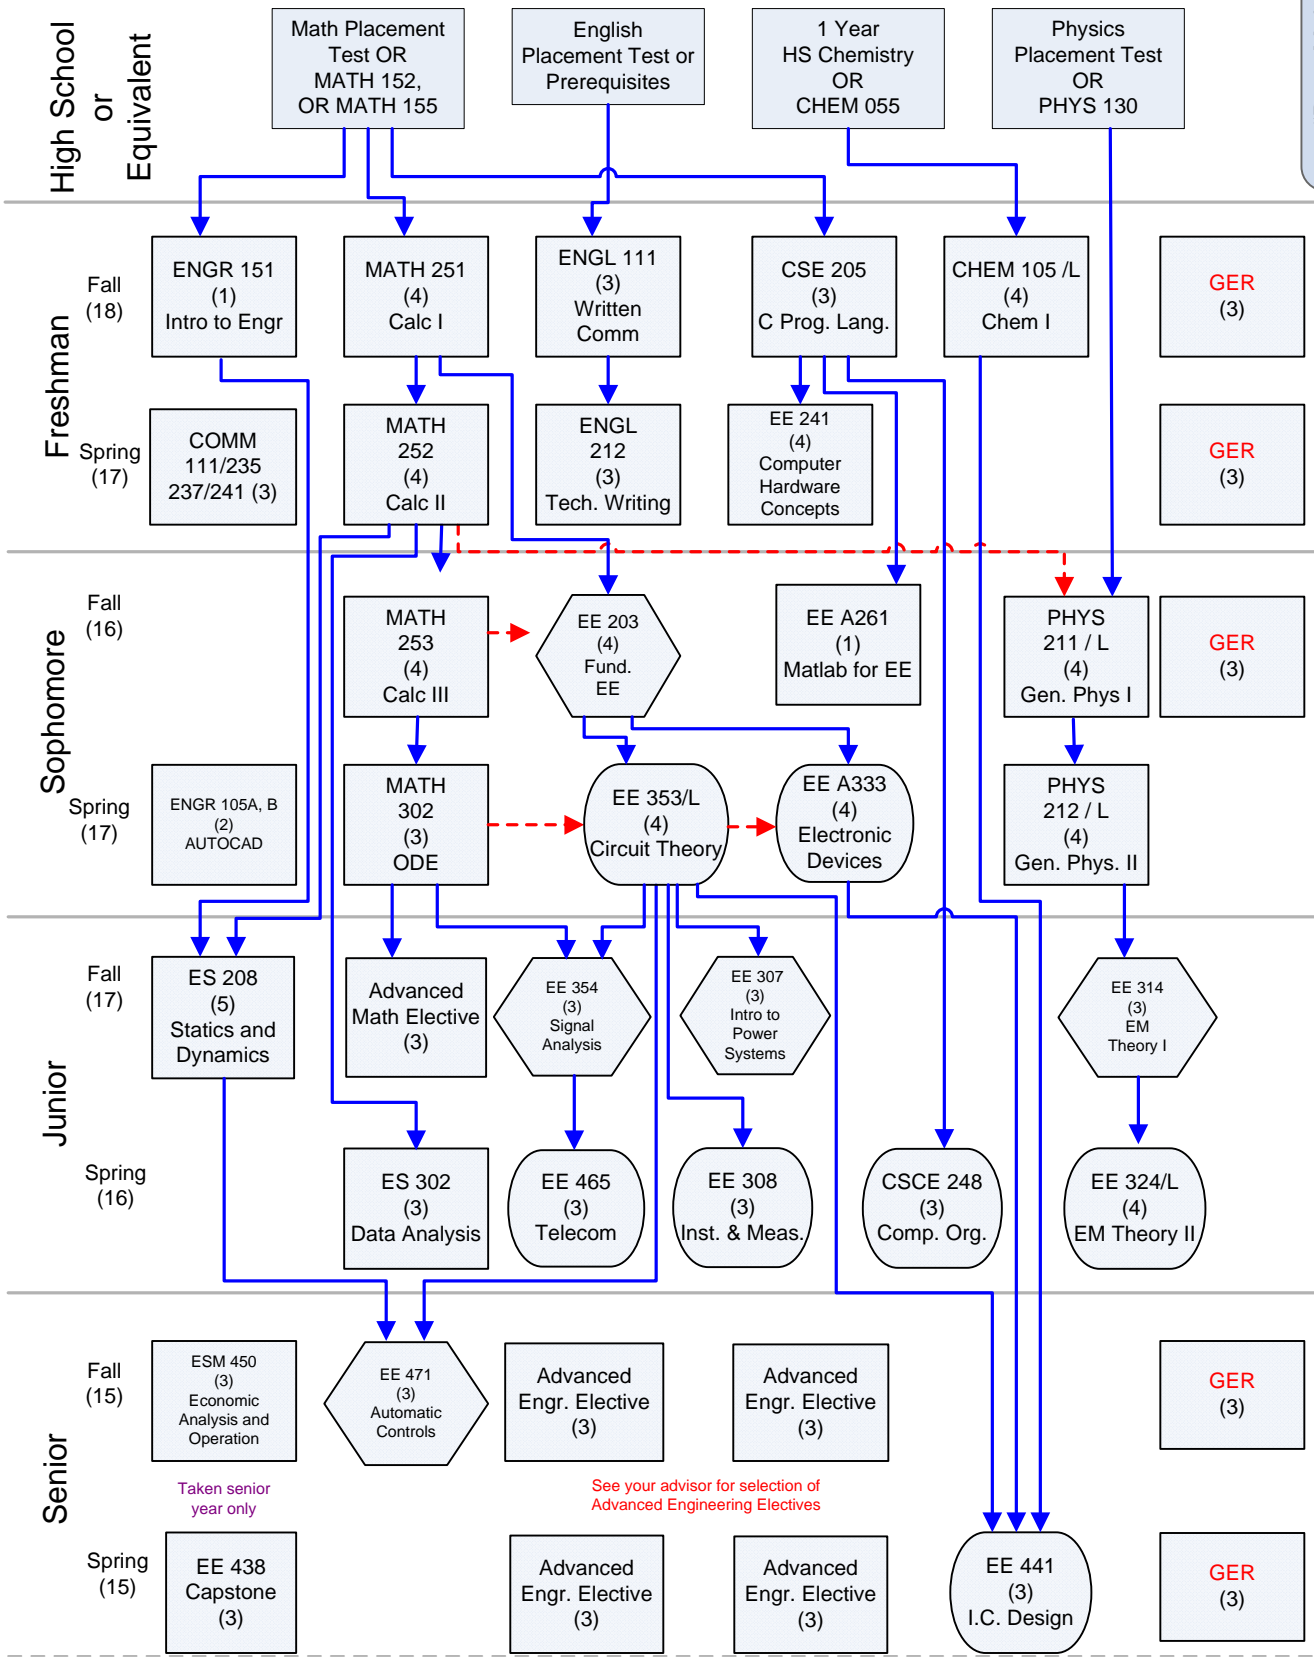 High School
or
Equivalent
Math Placement
Test OR
MATH 152,
OR MATH 155
English
Placement Test or
Prerequisites
1 Year
HS Chemistry
OR
CHEM 055
Physics
Placement Test
OR
PHYS 130
Freshman
Fall
(18)
ENGR 151
(1)
Intro to Engr
MATH 251
(4)
Calc I
ENGL 111
(3)
Written
Comm
CSE 205
(3)
C Prog. Lang.
CHEM 105 /L
(4)
Chem I
GER
(3)
Spring
(17)
COMM
111/235
237/241 (3)
MATH
252
(4)
Calc II
ENGL
212
(3)
Tech. Writing
EE 241
(4)
Computer
Hardware
Concepts
GER
(3)
Sophomore
Fall
(16)
MATH
253
(4)
Calc III
EE 203
(4)
Fund.
EE
EE A261
(1)
Matlab for EE
PHYS
211 / L
(4)
Gen. Phys I
GER
(3)
Spring
(17)
ENGR 105A, B
(2)
AUTOCAD
MATH
302
(3)
ODE
EE 353/L
(4)
Circuit Theory
EE A333
(4)
Electronic
Devices
PHYS
212 / L
(4)
Gen. Phys. II
Junior
Fall
(17)
ES 208
(5)
Statics and
Dynamics
Advanced
Math Elective
(3)
EE 354
(3)
Signal
Analysis
EE 307
(3)
Intro to
Power
Systems
EE 314
(3)
EM
Theory I
Spring
(16)
ES 302
(3)
Data Analysis
EE 465
(3)
Telecom
EE 308
(3)
Inst. & Meas.
CSCE 248
(3)
Comp. Org.
EE 324/L
(4)
EM Theory II
Senior
Fall
(15)
ESM 450
(3)
Economic
Analysis and
Operation
EE 471
(3)
Automatic
Controls
Advanced
Engr. Elective
(3)
Advanced
Engr. Elective
(3)
GER
(3)
Taken senior
year only
See your advisor for selection of
Advanced Engineering Electives
Spring
(15)
EE 438
Capstone
(3)
Advanced
Engr. Elective
(3)
Advanced
Engr. Elective
(3)
EE 441
(3)
I.C. Design
GER
(3)